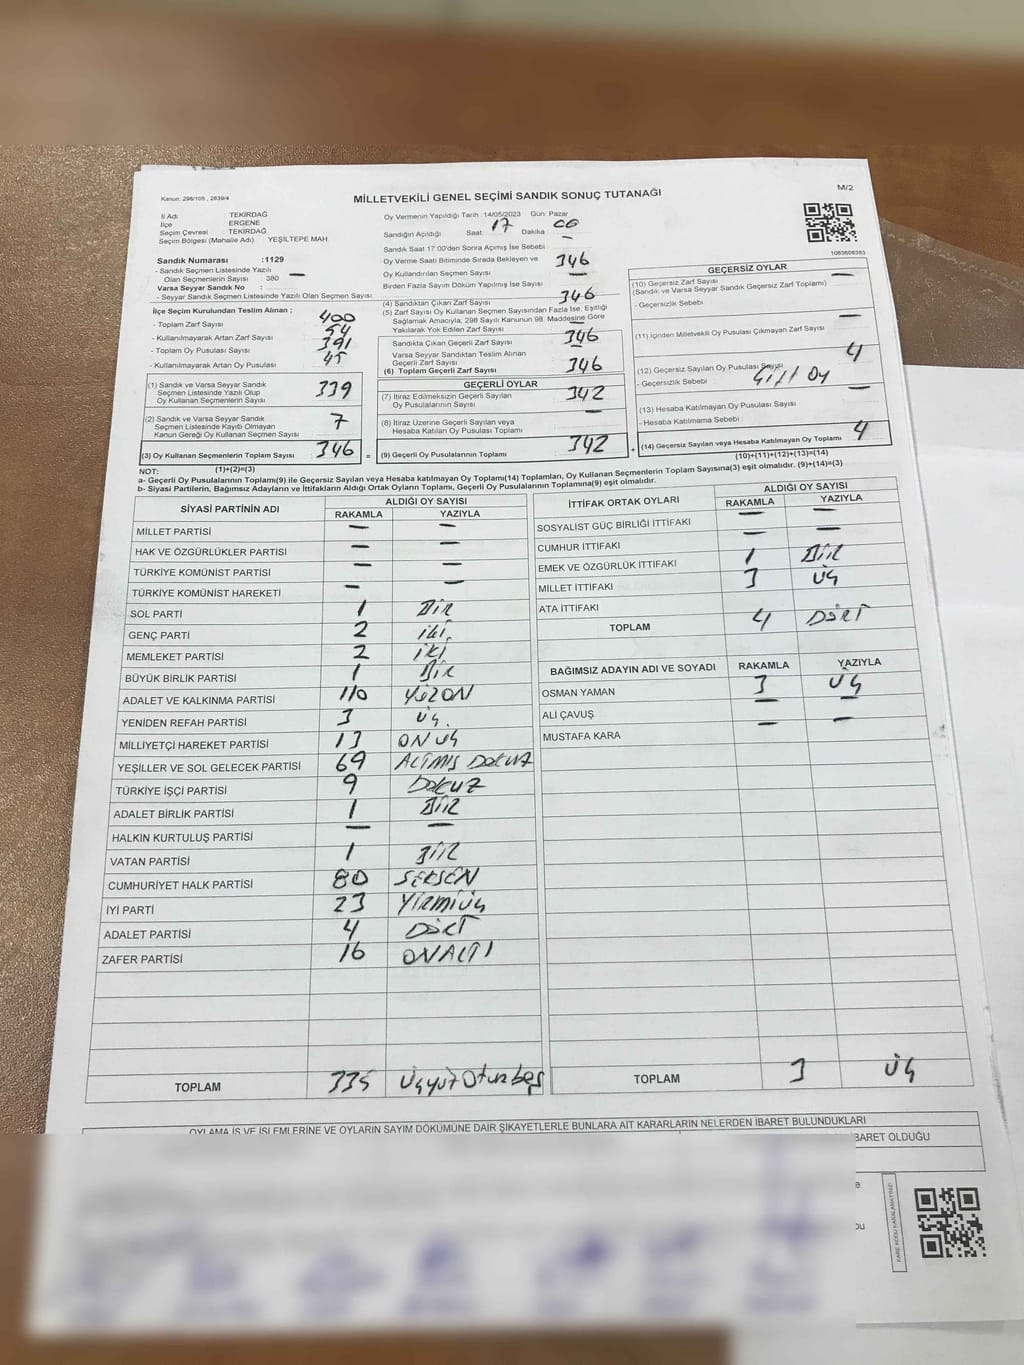 Kanun, 298/105 , 2839/4
MİLLETVEKİLİ GENEL SEÇİMİ SANDIK SONUÇ TUTANAĞI
M/2
İl Adı : TEKİRDAĞ
İlçe : ERGENE
Seçim Çevresi : TEKİRDAĞ
Seçim Bölgesi (Mahalle Adı) YEŞİLTEPE MAH.
Sandık Numarası :1129
- Sandık Seçmen Listesinde Yazılı
Olan Seçmenlerin Sayısı : 380
Varsa Seyyar Sandık No : —
- Seyyar Sandık Seçmen Listesinde Yazılı Olan Seçmen Sayısı:
İlçe Seçim Kurulundan Teslim Alınan ;
- Toplam Zarf Sayısı 400
- Kullanılmayarak Artan Zarf Sayısı 54
- Toplam Oy Pusulası Sayısı 391
- Kullanılmayarak Artan Oy Pusulası 45
(1) Sandık ve Varsa Seyyar Sandık
Seçmen Listesinde Yazılı Olup
Oy Kullanan Seçmenlerin Sayısı 339
(2) Sandık ve Varsa Seyyar Sandık
Seçmen Listesinde Kayıtlı Olmayan
Kanun Gereği Oy Kullanan Seçmen Sayısı 7
(3) Oy Kullanan Seçmenlerin Toplam Sayısı 346 =
(1)+(2)=(3)
Oy Vermenin Yapıldığı Tarih :14/05/2023 Gün: Pazar
Sandığın Açıldığı Saat: 17 Dakika : 00
Sandık Saat 17:00'den Sonra Açımış İse Sebebi : —
Oy Verme Saati Bitiminde Sırada Bekleyen ve
Oy Kullandırılan Seçmen Sayısı 346
Birden Fazla Sayım Döküm Yapılmış İse Sayısı —
(4) Sandıktan Çıkan Zarf Sayısı 346
(5) Zarf Sayısı Oy Kullanan Seçmen Sayısından Fazla İse, Eşitliği
Sağlamak Amacıyla; 298 Sayılı Kanunun 98. Maddesine Göre
Yakılarak Yok Edilen Zarf Sayısı —
Sandıkta Çıkan Geçerli Zarf Sayısı 346
Varsa Seyyar Sandıktan Teslim Alınan
Geçerli Zarf Sayısı —
(6) Toplam Geçerli Zarf Sayısı 346
GEÇERLİ OYLAR
(7) İtiraz Edilmeksizin Geçerli Sayılan
Oy Pusulalarının Sayısı 342
(8) İtiraz Üzerine Geçerli Sayılan veya
Hesaba Katılan Oy Pusulaları Toplamı —
(9) Geçerli Oy Pusulalarının Toplamı 342 +
1083608383
GEÇERSİZ OYLAR
(10) Geçersiz Zarf Sayısı —
(Sandık ve Varsa Seyyar Sandık Geçersiz Zarf Toplamı)
- Geçersizlik Sebebi
(11) İçinden Milletvekili Oy Pusulası Çıkmayan Zarf Sayısı —
(12) Geçersiz Sayılan Oy Pusulası Sayısı 4
- Geçersizlik Sebebi :
(13) Hesaba Katılmayan Oy Pusulası Sayısı —
- Hesaba Katılmama Sebebi :
(14) Geçersiz Sayılan veya Hesaba Katılmayan Oy Toplamı 4
(10)+(11)+(12)+(13)=(14)
NOT:
a- Geçerli Oy Pusulalarının Toplamı(9) ile Geçersiz Sayılan veya Hesaba katılmayan Oy Toplamı(14) Toplamları, Oy Kullanan Seçmenlerin Toplam Sayısına(3) eşit olmalıdır. (9)+(14)=(3)
b- Siyasi Partilerin, Bağımsız Adayların ve İttifakların Aldığı Ortak Oyların Toplamı, Geçerli Oy Pusulalarının Toplamına(9) eşit olmalıdır.
SİYASİ PARTİNİN ADI ALDIĞI OY SAYISI
RAKAMLA YAZIYLA
MİLLET PARTİSİ — —
HAK VE ÖZGÜRLÜKLER PARTİSİ — —
TÜRKİYE KOMÜNİST PARTİSİ — —
TÜRKİYE KOMÜNİST HAREKETİ — —
SOL PARTİ 1 BİR
GENÇ PARTİ 2 iki
MEMLEKET PARTİSİ 2 iki
BÜYÜK BİRLİK PARTİSİ 1 BİR
ADALET VE KALKINMA PARTİSİ 110 YÜZON
YENİDEN REFAH PARTİSİ 3 üç
MİLLİYETÇİ HAREKET PARTİSİ 13 ONÜÇ
YEŞİLLER VE SOL GELECEK PARTİSİ 69 ALTMIŞ DOKUZ
TÜRKİYE İŞÇİ PARTİSİ 9 DOKUZ
ADALET BİRLİK PARTİSİ 1 BİR
HALKIN KURTULUŞ PARTİSİ — —
VATAN PARTİSİ 1 BİR
CUMHURİYET HALK PARTİSİ 80 SEKSEN
İYİ PARTİ 23 YİRMİÜÇ
ADALET PARTİSİ 4 DÖRT
ZAFER PARTİSİ 16 ONALTI
TOPLAM 335 Üçyüz Otuzbeş
İTTİFAK ORTAK OYLARI ALDIĞI OY SAYISI
RAKAMLA YAZIYLA
SOSYALİST GÜÇ BİRLİĞİ İTTİFAKI — —
CUMHUR İTTİFAKI — —
EMEK VE ÖZGÜRLÜK İTTİFAKI 1 BİR
MİLLET İTTİFAKI 3 ÜÇ
ATA İTTİFAKI
TOPLAM 4 DÖRT
BAĞIMSIZ ADAYIN ADI VE SOYADI RAKAMLA YAZIYLA
OSMAN YAMAN 3 ÜÇ
ALİ ÇAVUŞ — —
MUSTAFA KARA — —
TOPLAM 3 ÜÇ
OYLAMA İŞ VE İŞLEMLERİNE VE OYLARIN SAYIM DÖKÜMÜNE DAİR ŞİKAYETLERLE BUNLARA AİT KARARLARIN NELERDEN İBARET BULUNDUKLARI
BARET OLDUĞU